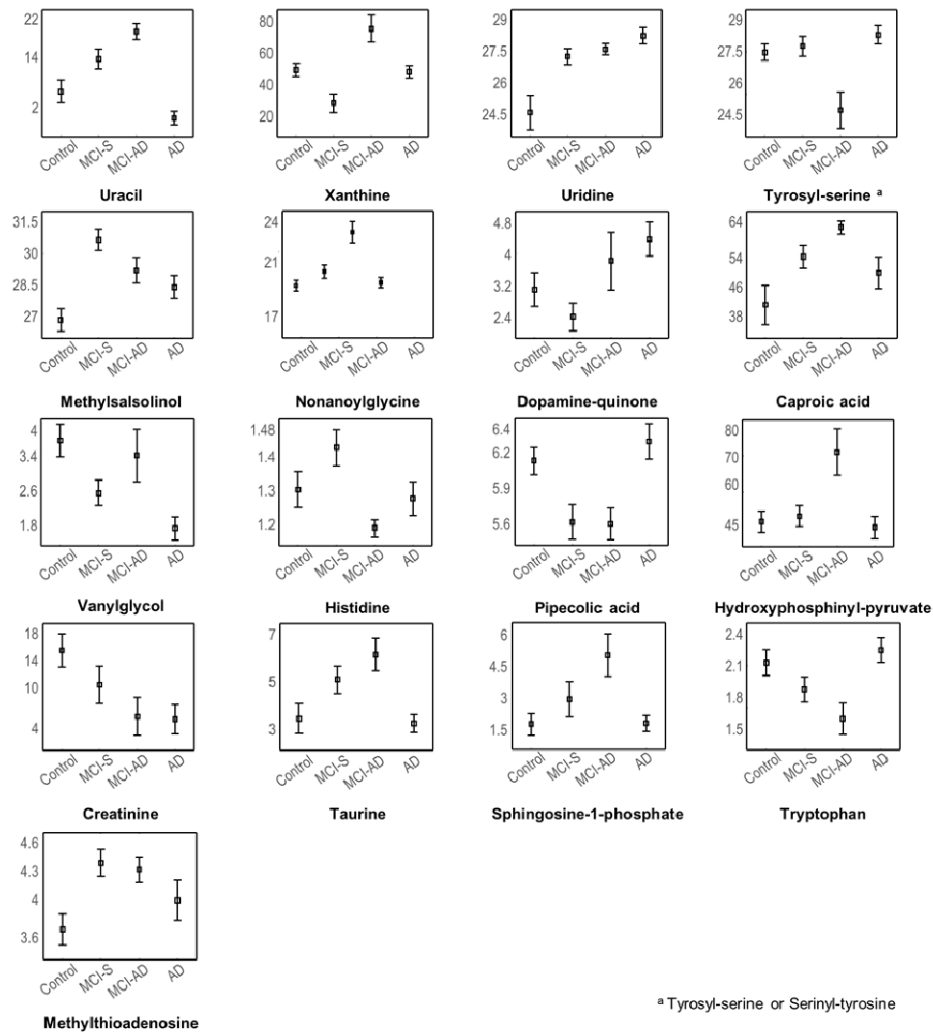 22
14
2
Control
MCI-S
MCI-AD
AD
Uracil
80
60
40
20
Control
MCI-S
MCI-AD
AD
Xanthine
29
27.5
26
24.5
Control
MCI-S
MCI-AD
AD
Uridine
29
27.5
26
24.5
Control
MCI-S
MCI-AD
AD
Tyrosyl-serine a
31.5
30
28.5
27
Control
MCI-S
MCI-AD
AD
Methylsalsolinol
24
21
17
Control
MCI-S
MCI-AD
AD
Nonanoylglycine
4.8
4
3.2
2.4
Control
MCI-S
MCI-AD
AD
Dopamine-quinone
64
54
46
38
Control
MCI-S
MCI-AD
AD
Caproic acid
4
3.4
2.6
1.8
Control
MCI-S
MCI-AD
AD
Vanylglycol
1.48
1.4
1.3
1.2
Control
MCI-S
MCI-AD
AD
Histidine
6.4
6.2
5.9
5.6
Control
MCI-S
MCI-AD
AD
Pipecolic acid
80
70
60
45
Control
MCI-S
MCI-AD
AD
Hydroxyphosphinyl-pyruvate
18
14
10
4
Control
MCI-S
MCI-AD
AD
Creatinine
7
5
3
Control
MCI-S
MCI-AD
AD
Taurine
6
4.5
3
1.5
Control
MCI-S
MCI-AD
AD
Sphingosine-1-phosphate
2.4
2.1
1.8
1.5
Control
MCI-S
MCI-AD
AD
Tryptophan
4.6
4.3
4
3.6
Control
MCI-S
MCI-AD
AD
Methylthioadenosine
a Tyrosyl-serine or Serinyl-tyrosine